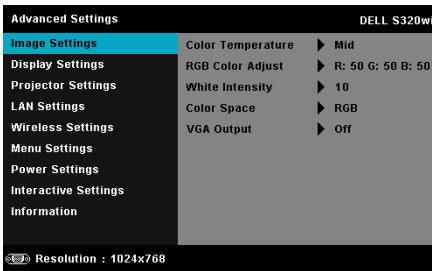 Advanced Settings DELL S320wi
Image Settings Color Temperature Mid
Display Settings RGB Color Adjust R: 50 G: 50 B: 50
Projector Settings White Intensity 10
LAN Settings Color Space RGB
Wireless Settings VGA Output Off
Menu Settings
Power Settings
Interactive Settings
Information
Resolution : 1024x768